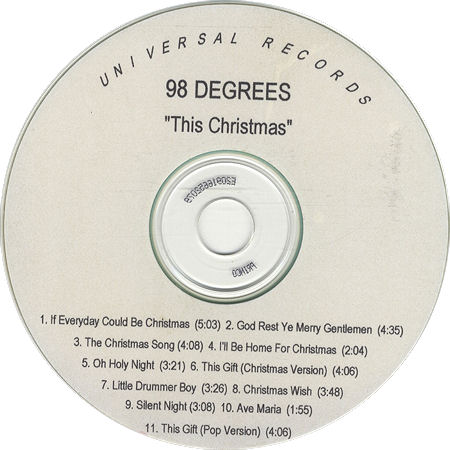 UNIVERSAL RECORDS
98 DEGREES
"This Christmas"
1. If Everyday Could Be Christmas (5:03) 2. God Rest Ye Merry Gentlemen (4:35)
3. The Christmas Song (4:08) 4. I'll Be Home For Christmas (2:04)
5. Oh Holy Night (3:21) 6. This Gift (Christmas Version) (4:06)
7. Little Drummer Boy (3:26) 8. Christmas Wish (3:48)
9. Silent Night (3:08) 10. Ave Maria (1:55)
11. This Gift (Pop Version) (4:06)